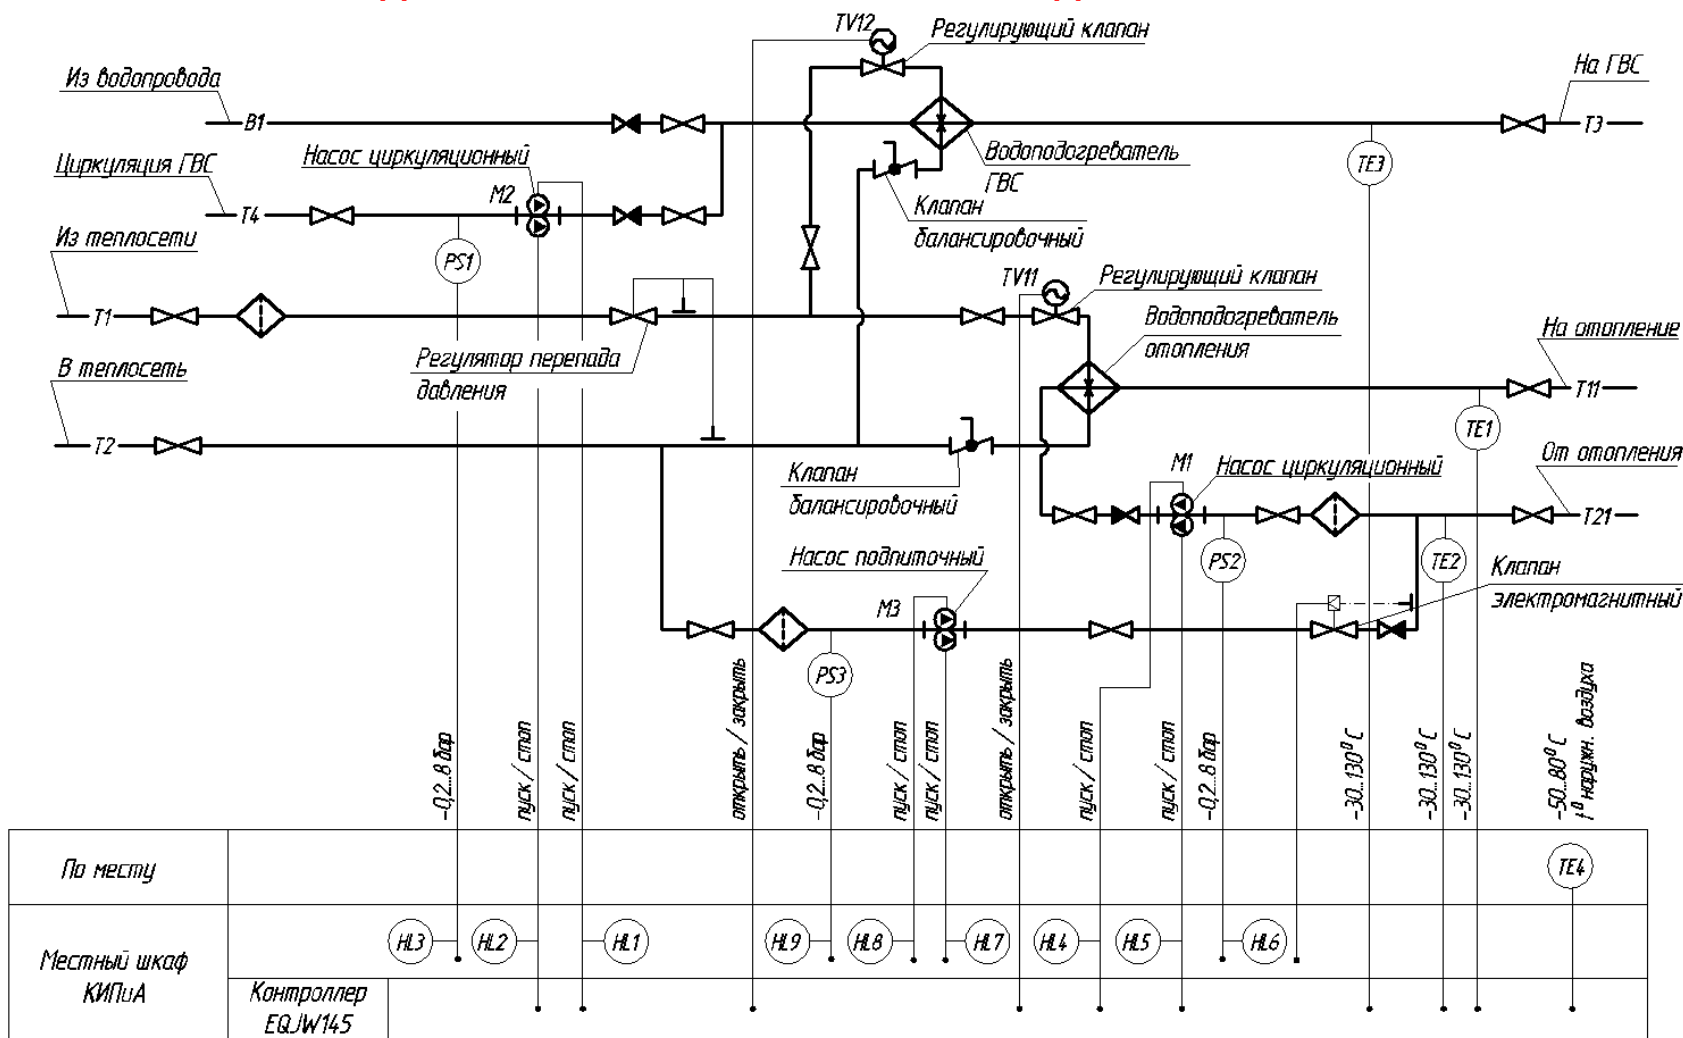 TV12
Регулирующий клапан
Из водопровода
На ГВС
В1
Т3
Циркуляция ГВС
Насос циркуляционный
Водоподогреватель
ГВС
ТЕ3
М2
Т4
Клапан
балансировочный
Из теплосети
PS1
TV11
Регулирующий клапан
Т1
Водоподогреватель
отопления
На отопление
Регулятор перепада
давления
В теплосеть
Т11
ТЕ1
Т2
Клапан
балансировочный
М1
Насос циркуляционный
От отопления
Т21
Насос подпиточный
PS2
ТЕ2
Клапан
электромагнитный
М3
PS3
-0,2...8 бар
пуск / стоп
пуск / стоп
открыть / закрыть
-0,2...8 бар
пуск / стоп
пуск / стоп
открыть / закрыть
пуск / стоп
пуск / стоп
-0,2...8 бар
-30...130⁰ С
-30...130⁰ С
-30...130⁰ С
-50...80⁰ С
t⁰ наружн. воздуха
По месту
ТЕ4
Местный шкаф
КИПиА
HL3
HL2
HL1
HL9
HL8
HL7
HL4
HL5
HL6
Контроллер
EQJW145